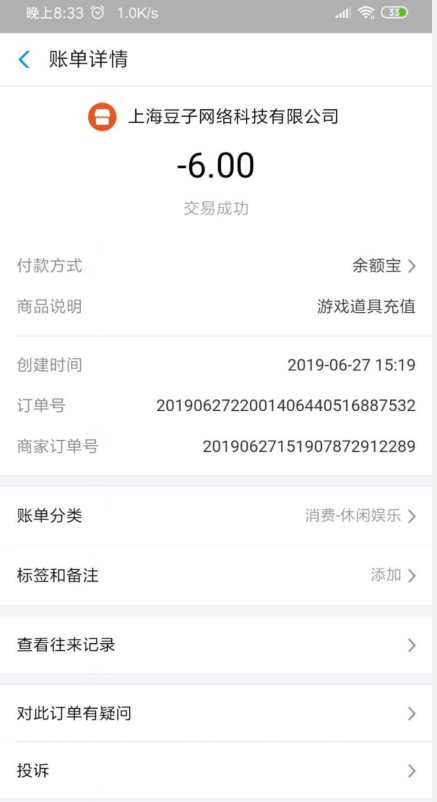 晚上8:33 1.0K/s 33
账单详情
上海豆子网络科技有限公司
-6.00
交易成功
付款方式 余额宝
商品说明 游戏道具充值
创建时间 2019-06-27 15:19
订单号 2019062722001406440516887532
商家订单号 20190627151907872912289
账单分类 消费-休闲娱乐
标签和备注 添加
查看往来记录
对此订单有疑问
投诉